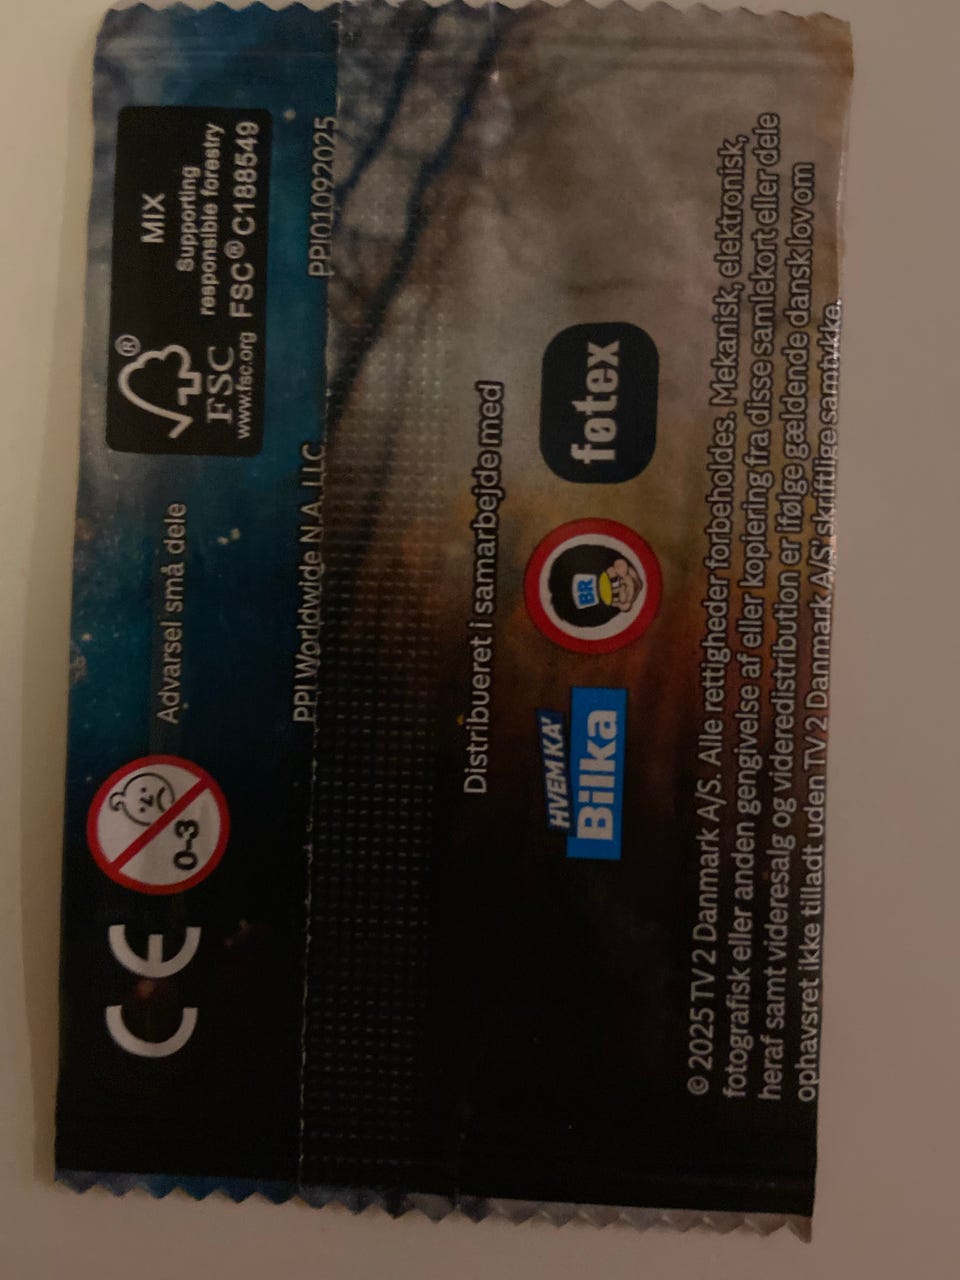 0-3
Advarsel små dele
®
FSC
www.fsc.org
MIX
Supporting
responsible forestry
FSC® C188549
PPI Worldwide N.A. LLC
PPI01092025
Distribueret i samarbejde med
HVEM KA'
Bilka
BR
føtex
© 2025 TV 2 Danmark A/S. Alle rettigheder forbeholdes. Mekanisk, elektronisk,
fotografisk eller anden gengivelse af eller kopiering fra disse samlekort eller dele
heraf samt videresalg og videredistribution er ifølge gældende dansk lov om
ophavsret ikke tilladt uden TV 2 Danmark A/S' skriftlige samtykke.